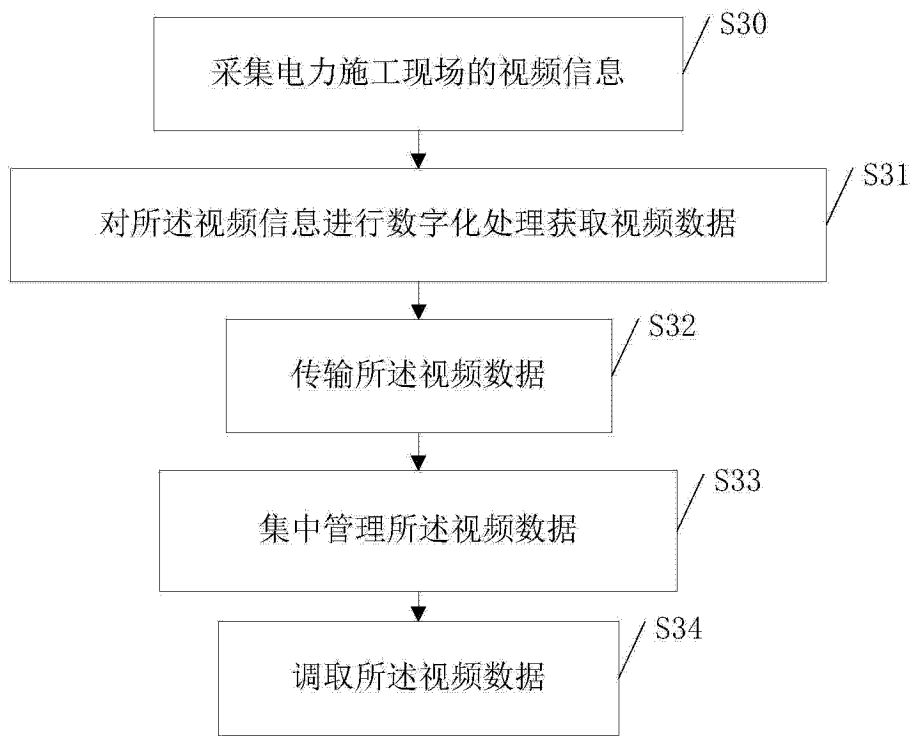 S30
采集电力施工现场的视频信息
S31
对所述视频信息进行数字化处理获取视频数据
S32
传输所述视频数据
S33
集中管理所述视频数据
S34
调取所述视频数据